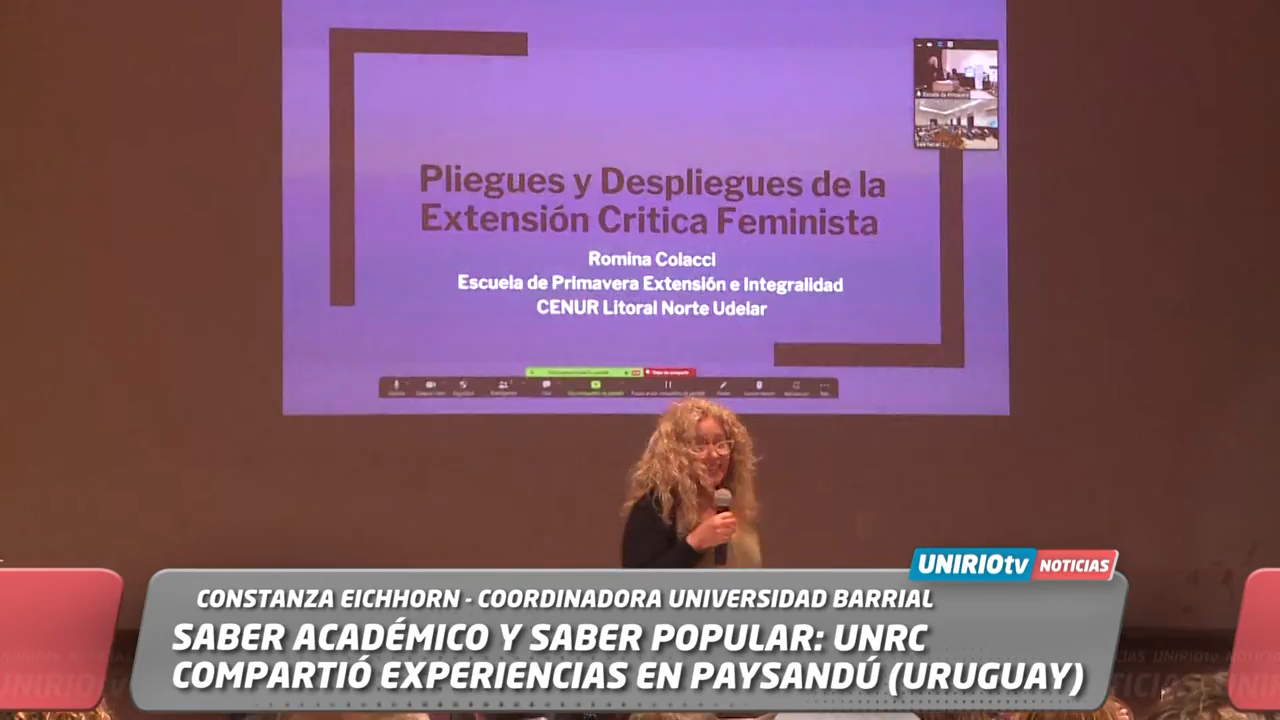 Pliegues y Despliegues de la
Extensión Critica Feminista
Romina Colacci
Escuela de Primavera Extensión e Integralidad
CENUR Litoral Norte Udelar
UNIRIOtv NOTICIAS
CONSTANZA EICHHORN - COORDINADORA UNIVERSIDAD BARRIAL
SABER ACADÉMICO Y SABER POPULAR: UNRC
COMPARTIÓ EXPERIENCIAS EN PAYSANDÚ (URUGUAY)